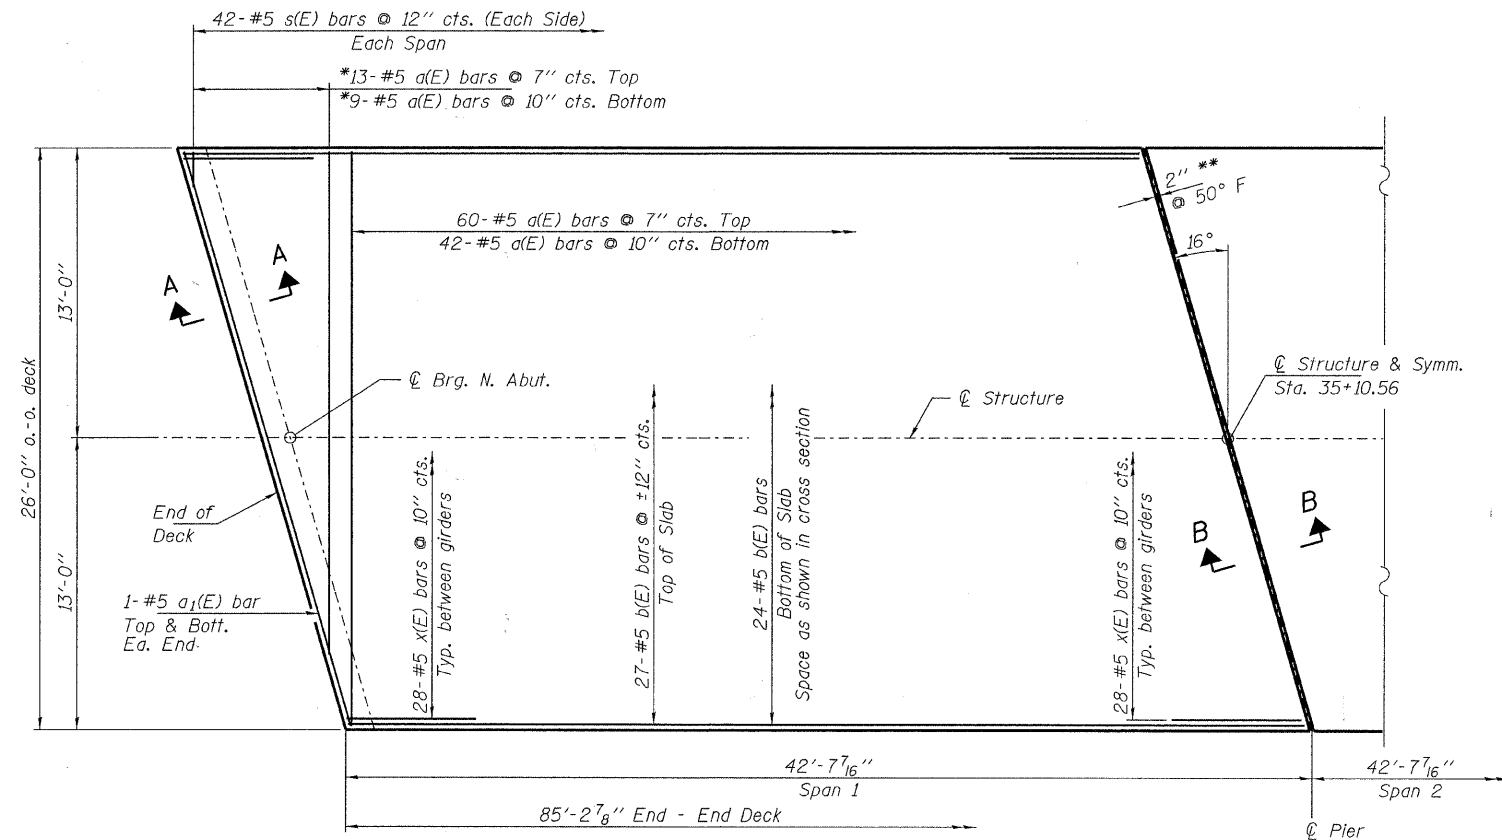 42-#5 s(E) bars @ 12" cts. (Each Side)
Each Span
*13-#5 a(E) bars @ 7" cts. Top
*9-#5 a(E) bars @ 10" cts. Bottom
2" **
@ 50° F
60-#5 a(E) bars @ 7" cts. Top
42-#5 a(E) bars @ 10" cts. Bottom
16°
A
A
13'-0"
26'-0" o.-o. deck
℄ Brg. N. Abut.
℄ Structure
℄ Structure & Symm.
Sta. 35+10.56
End of
Deck
13'-0"
1-#5 a₁(E) bar
Top & Bott.
Ea. End
28-#5 x(E) bars @ 10" cts.
Typ. between girders
27-#5 b(E) bars @ ±12" cts.
Top of Slab
24-#5 b(E) bars
Bottom of Slab
Space as shown in cross section
28-#5 x(E) bars @ 10" cts.
Typ. between girders
B
B
42'-7 7/16"
Span 1
42'-7 7/16"
Span 2
85'-2 7/8" End - End Deck
℄ Pier